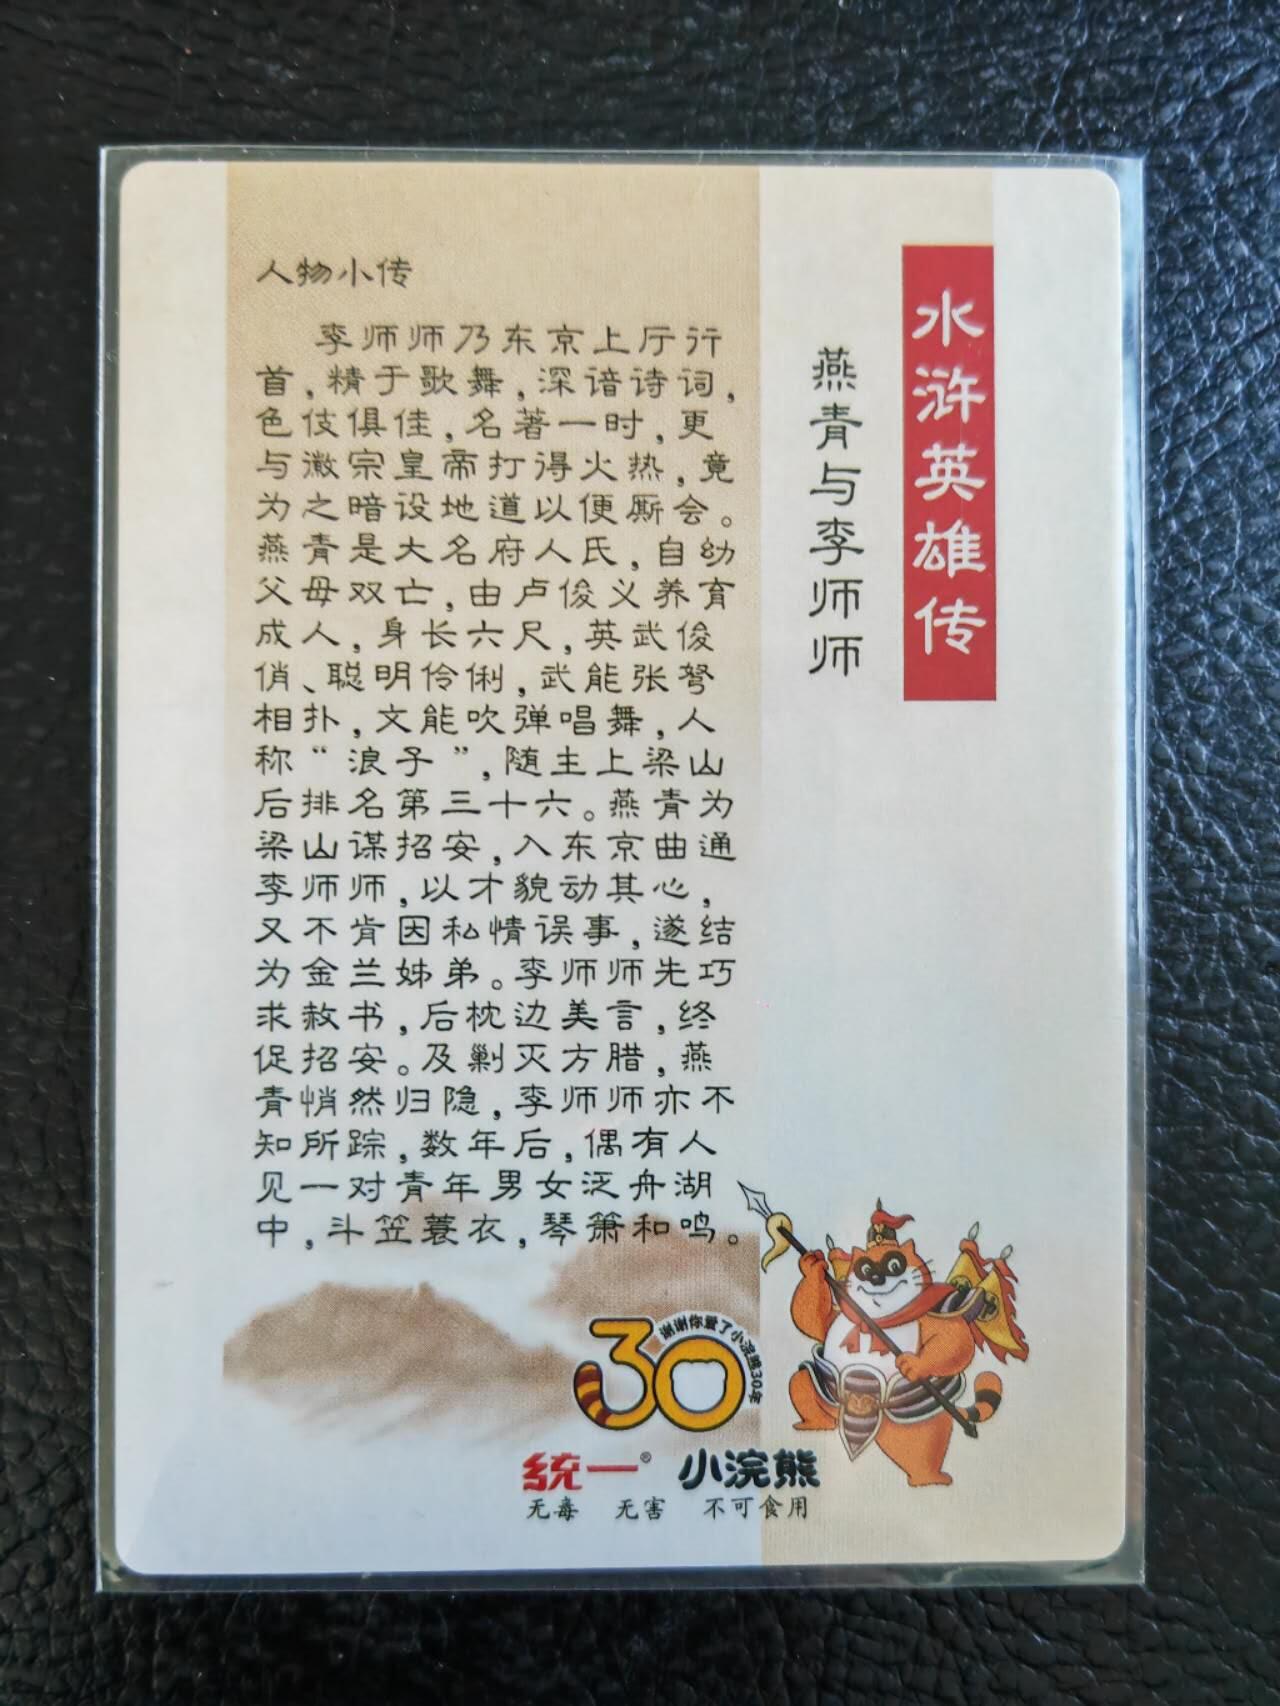 水浒英雄传
燕青与李师师
人物小传
李师师乃东京上厅行
首,精于歌舞,深谙诗词,
色伎俱佳,名著一时,更
与徽宗皇帝打得火热,竟
为之暗设地道以便厮会。
燕青是大名府人氏,自幼
父母双亡,由卢俊义养育
成人,身长六尺,英武俊
俏、聪明伶俐,武能张弩
相扑,文能吹弹唱舞,人
称“浪子”,随主上梁山
后排名第三十六。燕青为
梁山谋招安,入东京曲通
李师师,以才貌动其心,
又不肯因私情误事,遂结
为金兰姊弟。李师师先巧
求赦书,后枕边美言,终
促招安。及剿灭方腊,燕
青悄然归隐,李师师亦不
知所踪,数年后,偶有人
见一对青年男女泛舟湖
中,斗笠蓑衣,琴箫和鸣。
30
谢谢你爱了小浣熊30年
统一® 小浣熊
无毒 无害 不可食用